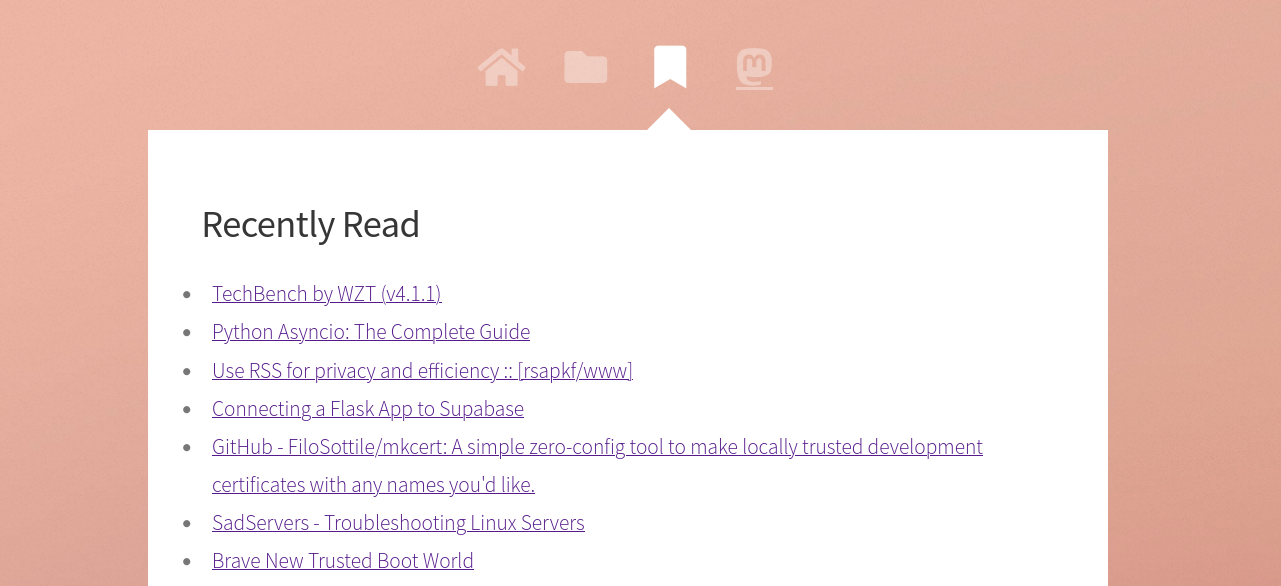 Recently Read
TechBench by WZT (v4.1.1)
Python Asyncio: The Complete Guide
Use RSS for privacy and efficiency :: [rsapkf/www]
Connecting a Flask App to Supabase
GitHub - FiloSottile/mkcert: A simple zero-config tool to make locally trusted development
certificates with any names you'd like.
SadServers - Troubleshooting Linux Servers
Brave New Trusted Boot World